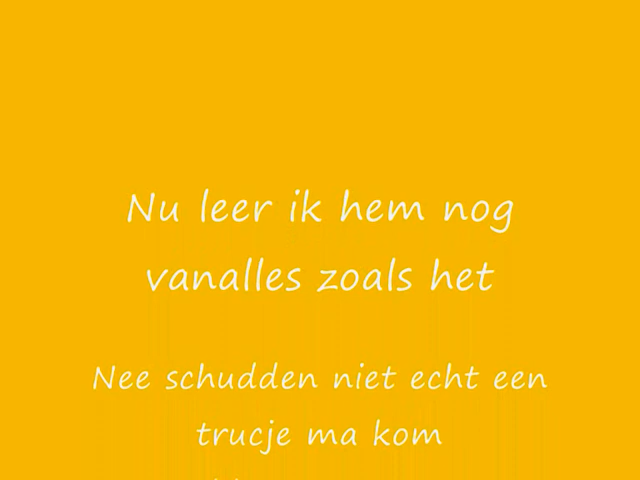 Nu leer ik hem nog
vanalles zoals het
Nee schudden niet echt een
trucje ma kom